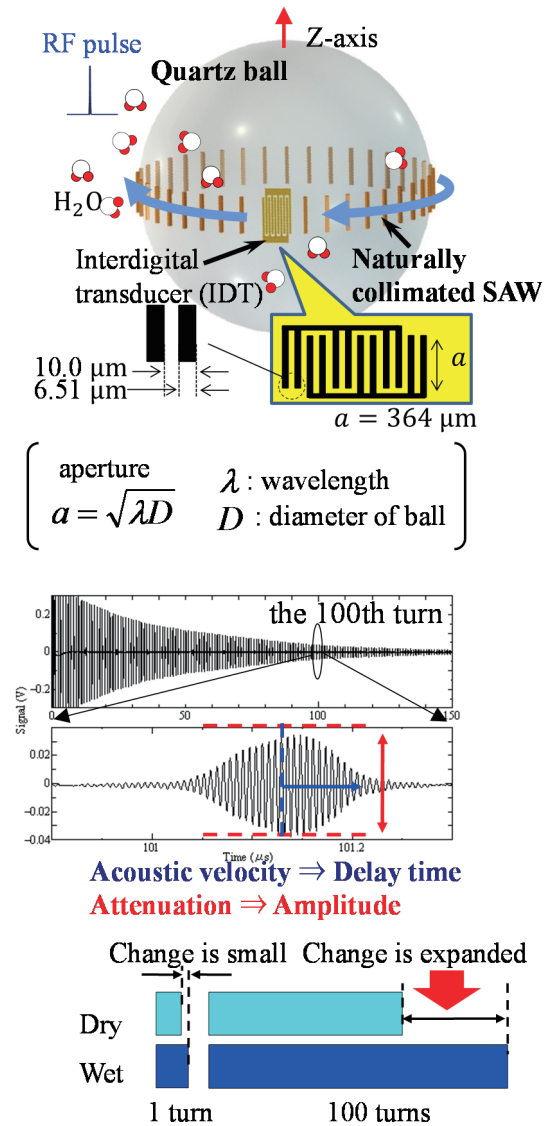 Z-axis
RF pulse
Quartz ball
H₂O
Interdigital
transducer (IDT)
Naturally
collimated SAW
10.0 μm
6.51 μm
a
a = 364 μm
aperture
a = √λD
λ : wavelength
D : diameter of ball
the 100th turn
Signal (V)
0.2
0
-0.2
0
50
100
150
0.02
0
-0.02
-0.04
101
101.2
Time (μs)
Acoustic velocity ⇒ Delay time
Attenuation ⇒ Amplitude
Change is small
Change is expanded
Dry
Wet
1 turn
100 turns